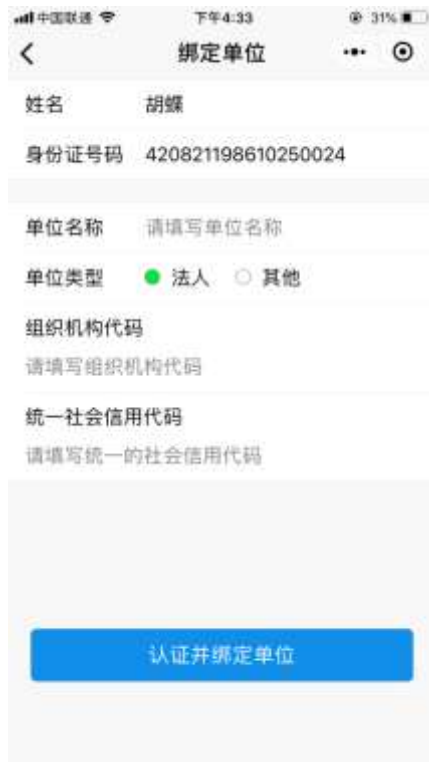 中国联通 下午4:33 31%
绑定单位
姓名 胡蝶
身份证号码 420821198610250024
单位名称 请填写单位名称
单位类型 法人 其他
组织机构代码
请填写组织机构代码
统一社会信用代码
请填写统一的社会信用代码
认证并绑定单位